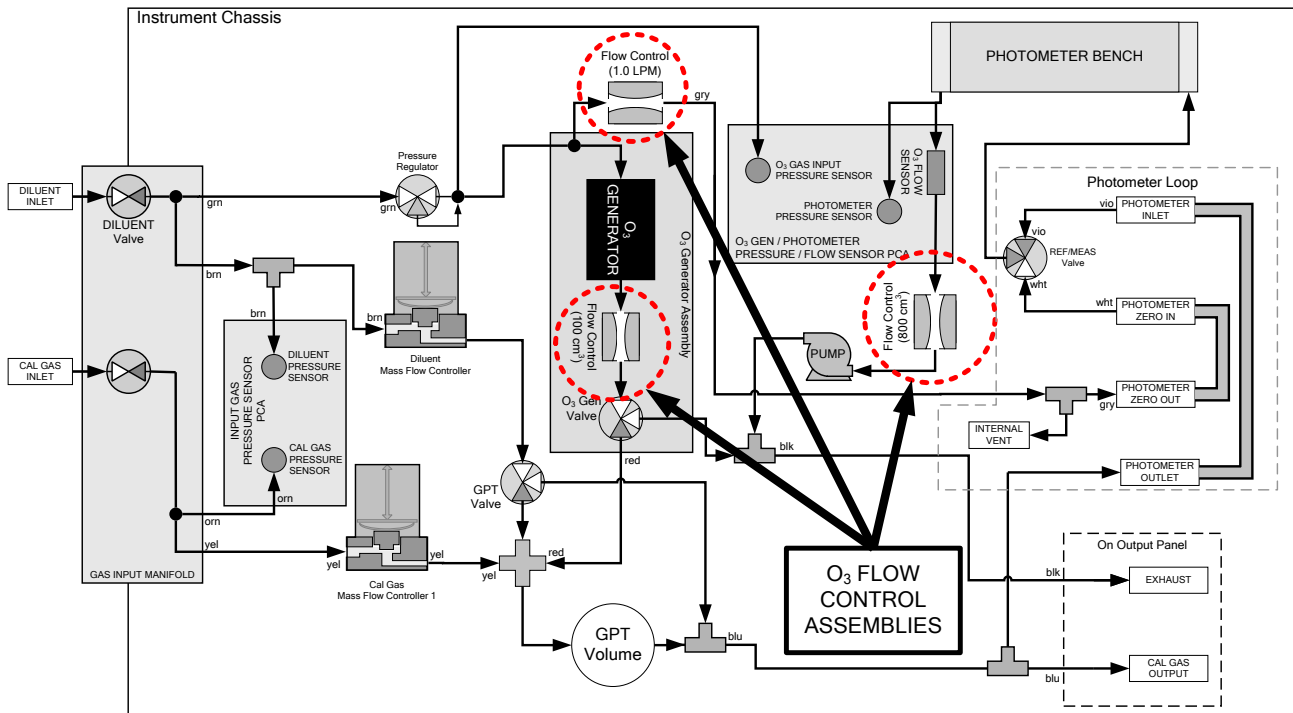 Instrument Chassis
Flow Control
(1.0 LPM)
gry
PHOTOMETER BENCH
DILUENT
INLET
DILUENT
Valve
grn
Pressure
Regulator
grn
O₃
GENERATOR
O₃ Generator Assembly
O₃ GAS INPUT
PRESSURE SENSOR
O₃ FLOW
SENSOR
PHOTOMETER
PRESSURE SENSOR
O₃ GEN / PHOTOMETER
PRESSURE / FLOW SENSOR PCA
Photometer Loop
vio
PHOTOMETER
INLET
vio
REF/MEAS
Valve
wht
wht
PHOTOMETER
ZERO IN
PHOTOMETER
ZERO OUT
gry
INTERNAL
VENT
PHOTOMETER
OUTLET
brn
brn
brn
Diluent
Mass Flow Controller
Flow Control
(100 cm³)
Flow Control
(800 cm³)
PUMP
CAL GAS
INLET
INPUT GAS
PRESSURE SENSOR
PCA
DILUENT
PRESSURE
SENSOR
CAL GAS
PRESSURE
SENSOR
orn
orn
O₃ Gen
Valve
red
blk
GPT
Valve
yel
yel
yel
yel
red
GAS INPUT MANIFOLD
Cal Gas
Mass Flow Controller 1
GPT
Volume
blu
O₃ FLOW
CONTROL
ASSEMBLIES
On Output Panel
blk
EXHAUST
blu
CAL GAS
OUTPUT